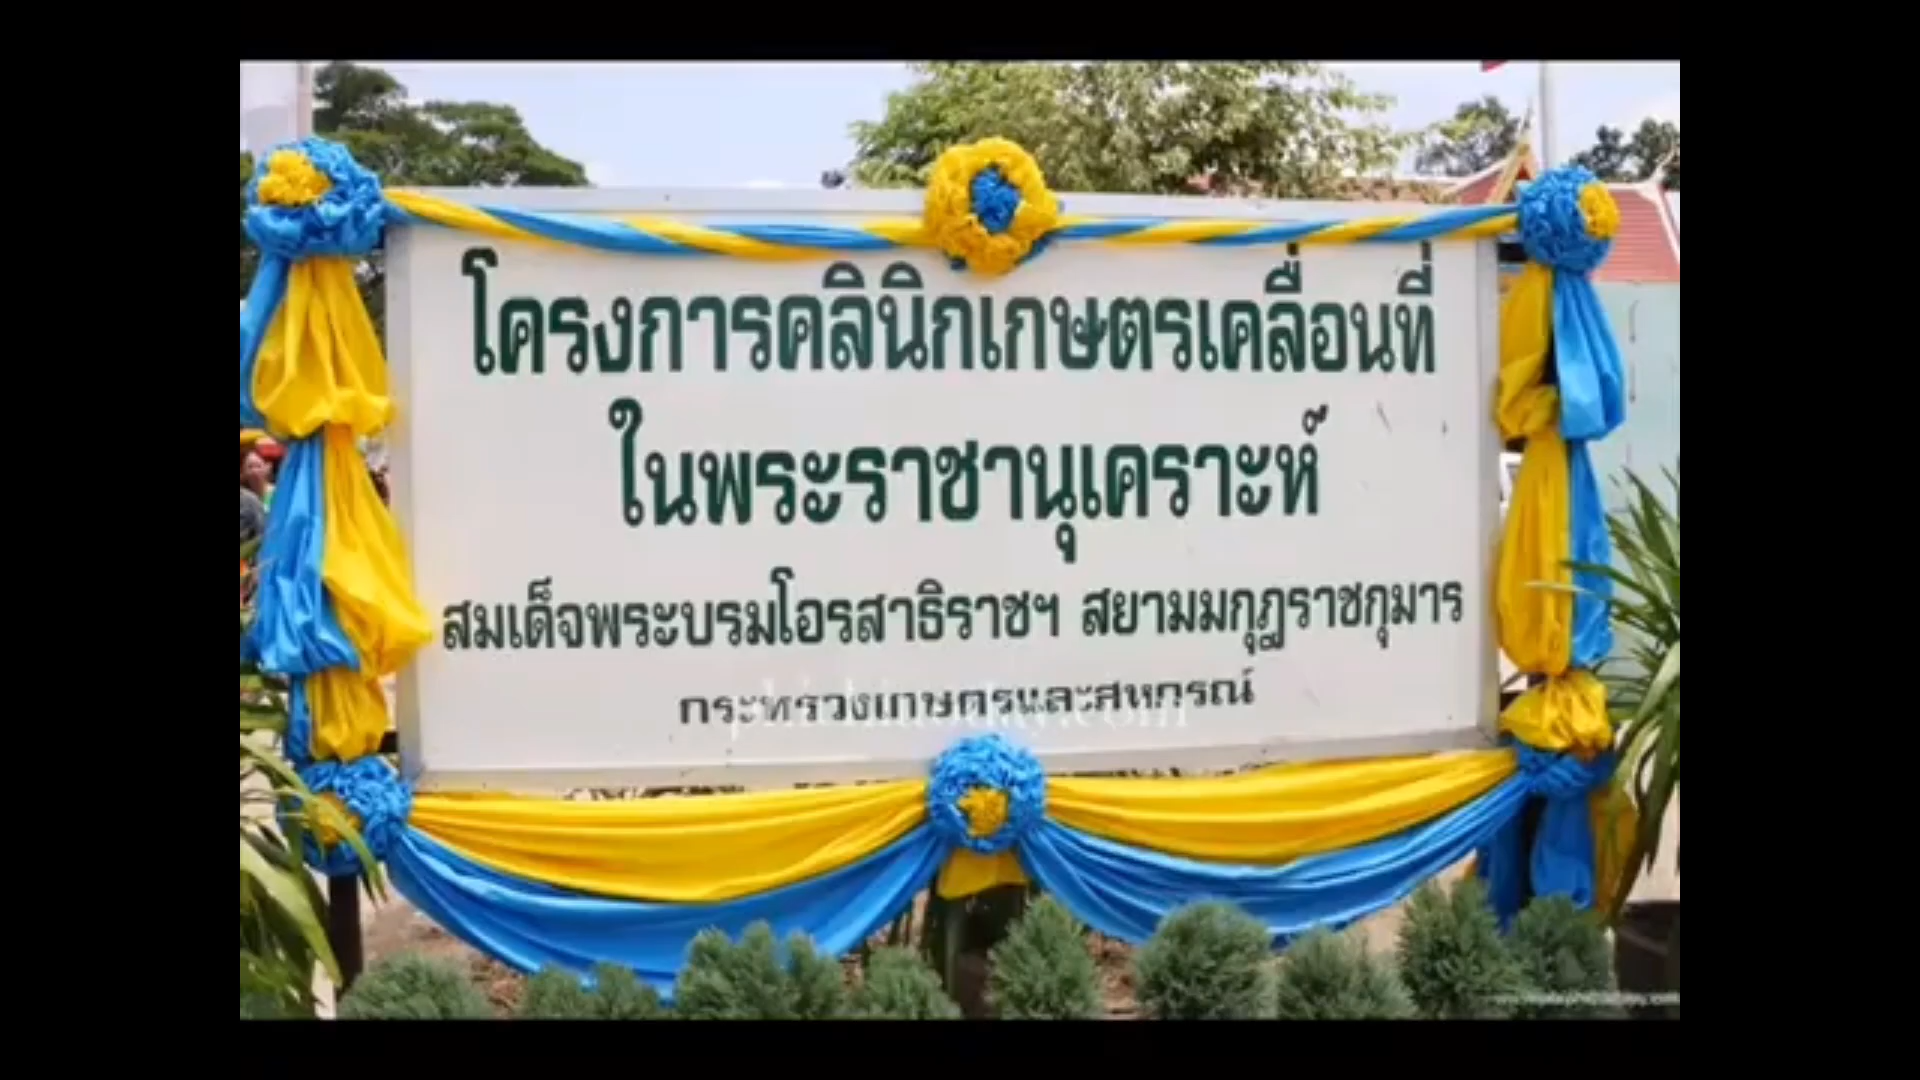 โครงการคลินิกเกษตรเคลื่อนที่
ในพระราชานุเคราะห์
สมเด็จพระบรมโอรสาธิราชฯ สยามมกุฎราชกุมาร
กระทรวงเกษตรและสหกรณ์